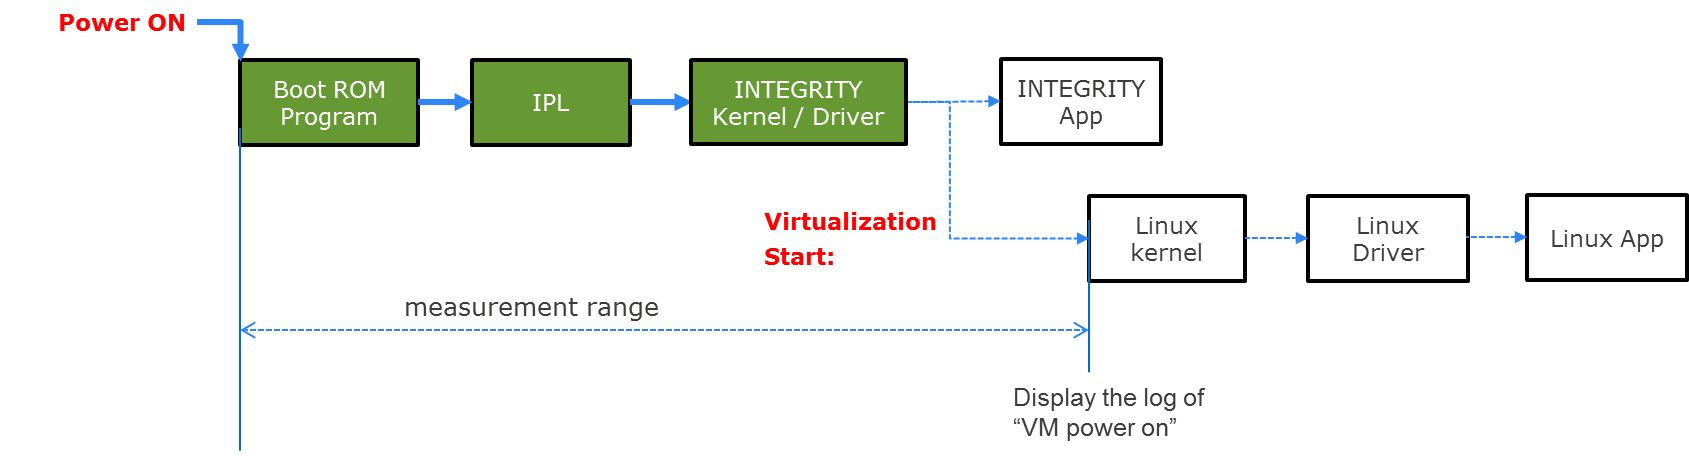 Power ON
Boot ROM
Program
IPL
INTEGRITY
Kernel / Driver
INTEGRITY
App
Virtualization
Start:
Linux
kernel
Linux
Driver
Linux App
measurement range
Display the log of
“VM power on”